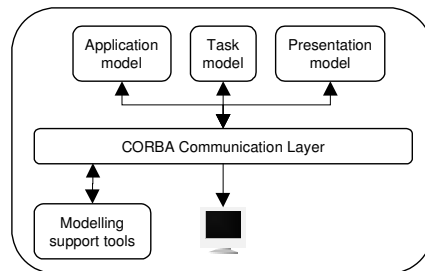 Application
model
Task
model
Presentation
model
CORBA Communication Layer
Modelling
support tools